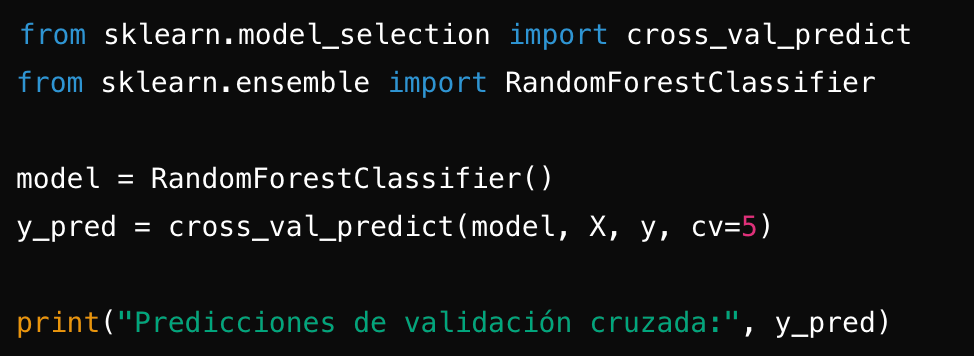 from sklearn.model_selection import cross_val_predict
from sklearn.ensemble import RandomForestClassifier
model = RandomForestClassifier()
y_pred = cross_val_predict(model, X, y, cv=5)
print("Predicciones de validación cruzada:", y_pred)